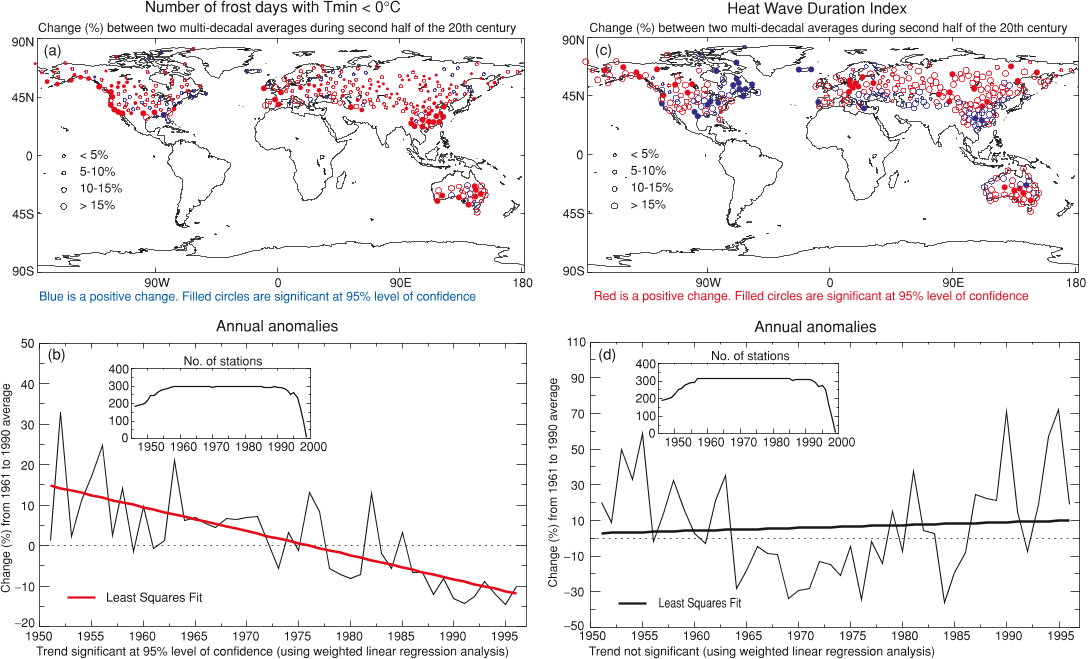 Number of frost days with Tmin < 0°C
Change (%) between two multi-decadal averages during second half of the 20th century
90N
(a)
45N
0
45S
90S
< 5%
5-10%
10-15%
> 15%
90W 0 90E 180
Blue is a positive change. Filled circles are significant at 95% level of confidence
Heat Wave Duration Index
Change (%) between two multi-decadal averages during second half of the 20th century
90N
(c)
45N
0
45S
90S
< 5%
5-10%
10-15%
> 15%
90W 0 90E 180
Red is a positive change. Filled circles are significant at 95% level of confidence
Annual anomalies
(b)
Change (%) from 1961 to 1990 average
50
40
30
20
10
0
−10
−20
No. of stations
400
300
200
100
0
1950 1960 1970 1980 1990 2000
Least Squares Fit
1950 1955 1960 1965 1970 1975 1980 1985 1990 1995
Trend significant at 95% level of confidence (using weighted linear regression analysis)
Annual anomalies
(d)
Change (%) from 1961 to 1990 average
110
90
70
50
30
10
−10
−30
−50
No. of stations
400
300
200
100
0
1950 1960 1970 1980 1990 2000
Least Squares Fit
1950 1955 1960 1965 1970 1975 1980 1985 1990 1995
Trend not significant (using weighted linear regression analysis)